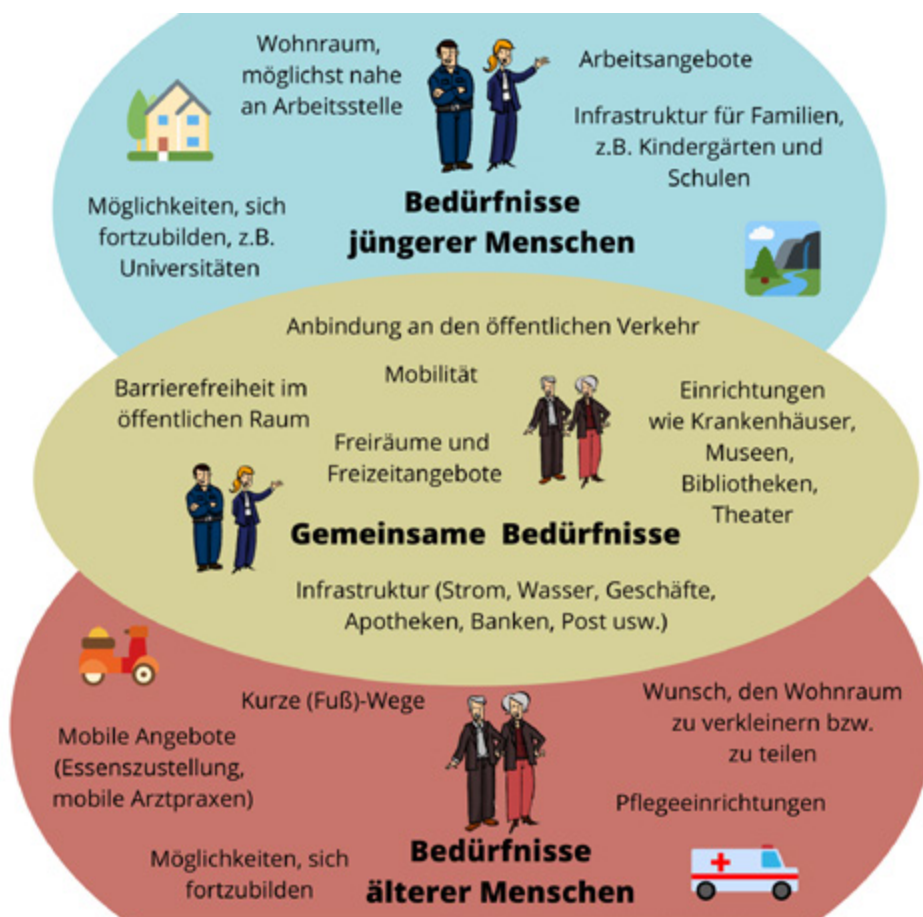 Wohnraum,
möglichst nahe
an Arbeitsstelle
Arbeitsangebote
Infrastruktur für Familien,
z.B. Kindergärten und
Schulen
Möglichkeiten, sich
fortzubilden, z.B.
Universitäten
Bedürfnisse
jüngerer Menschen
Anbindung an den öffentlichen Verkehr
Mobilität
Barrierefreiheit im
öffentlichen Raum
Freiräume und
Freizeitangebote
Einrichtungen
wie Krankenhäuser,
Museen,
Bibliotheken,
Theater
Gemeinsame Bedürfnisse
Infrastruktur (Strom, Wasser, Geschäfte,
Apotheken, Banken, Post usw.)
Kurze (Fuß)-Wege
Wunsch, den Wohnraum
zu verkleinern bzw.
zu teilen
Mobile Angebote
(Essenszustellung,
mobile Arztpraxen)
Pflegeeinrichtungen
Möglichkeiten, sich
fortzubilden
Bedürfnisse
älterer Menschen